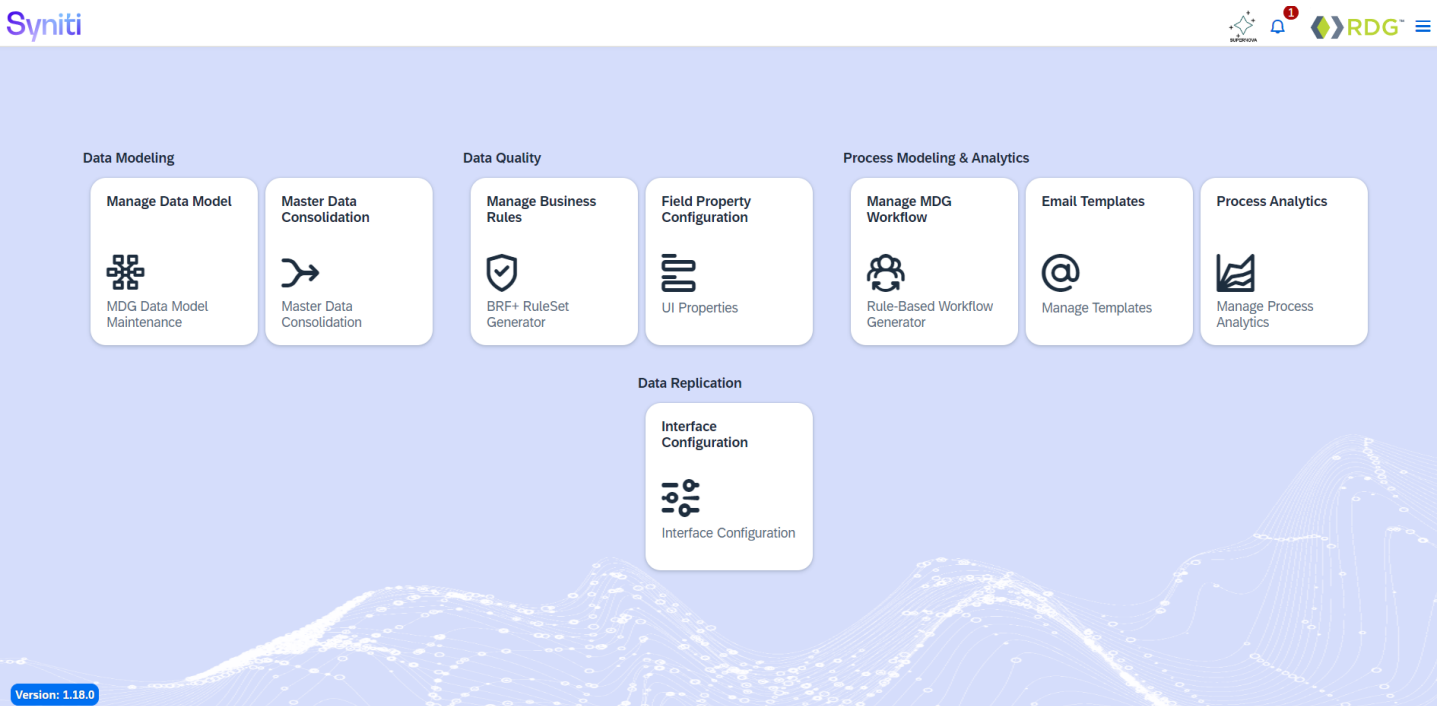 Syniti
SUPERNOVA
1
RDG™
Data Modeling
Manage Data Model
MDG Data Model
Maintenance
Master Data
Consolidation
Master Data
Consolidation
Data Quality
Manage Business
Rules
BRF+ RuleSet
Generator
Field Property
Configuration
UI Properties
Process Modeling & Analytics
Manage MDG
Workflow
Rule-Based Workflow
Generator
Email Templates
Manage Templates
Process Analytics
Manage Process
Analytics
Data Replication
Interface
Configuration
Interface Configuration
Version: 1.18.0